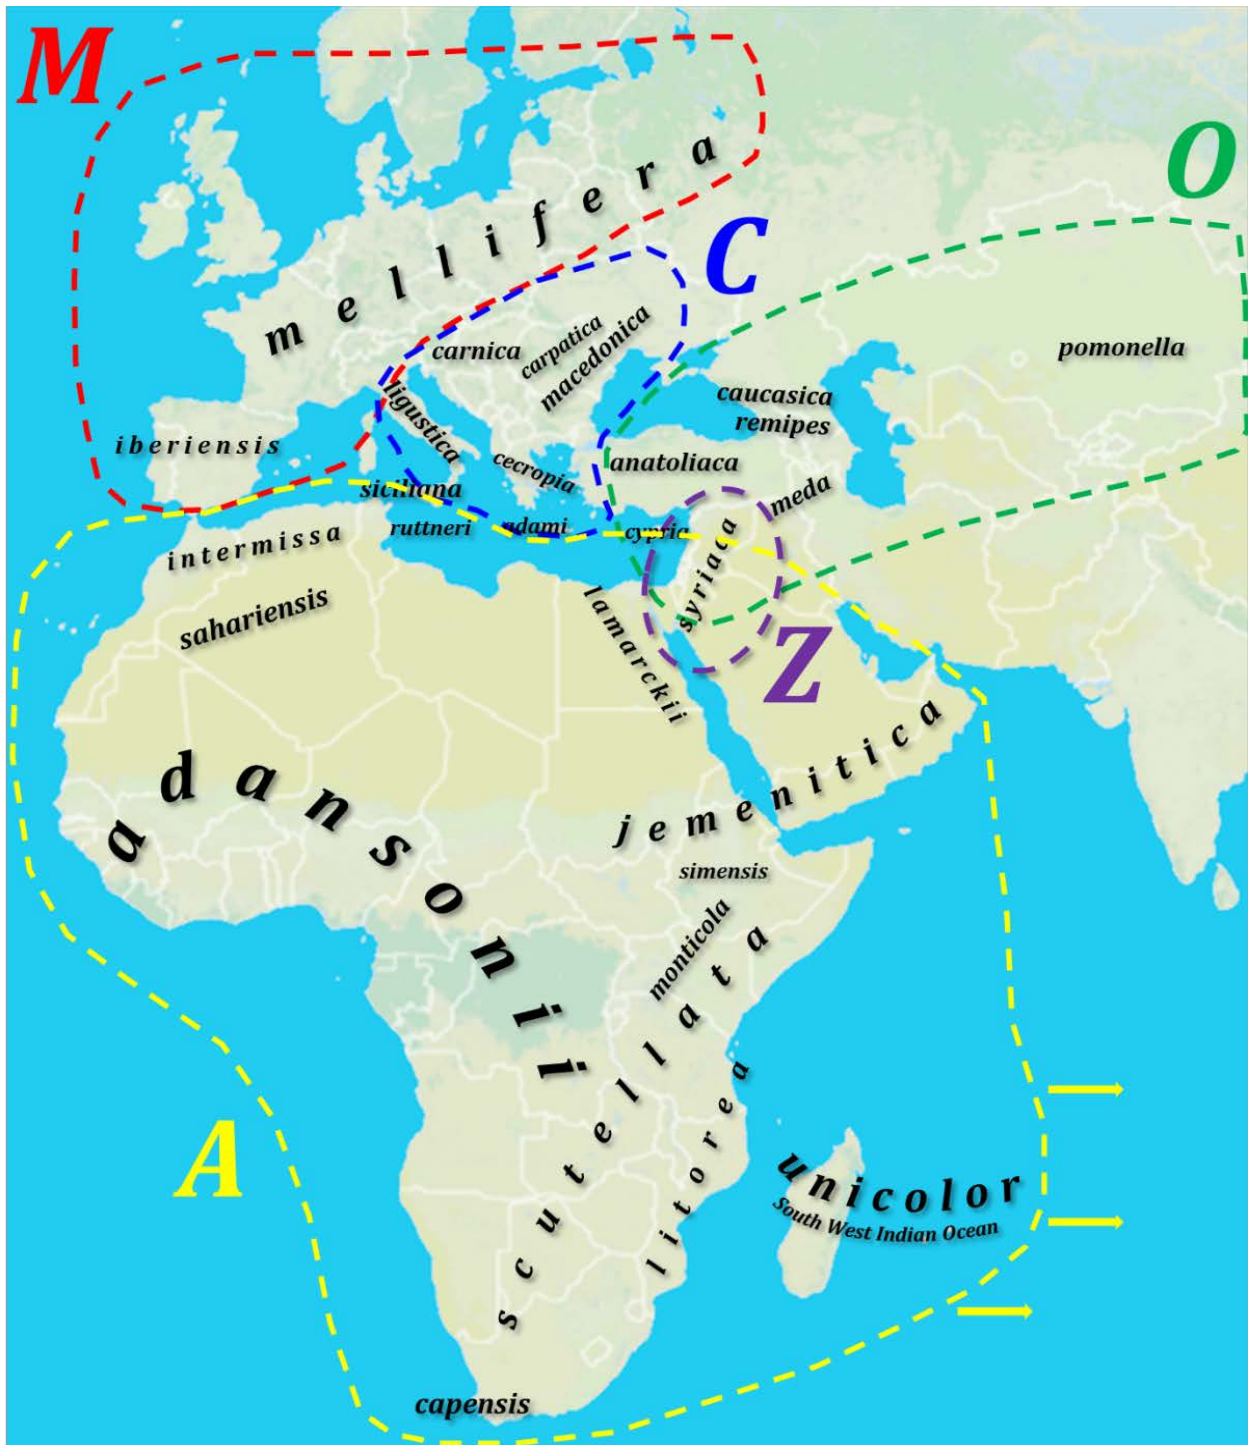 M
O
mellifera
C
carnica
carpatica
macedonica
pomonella
ligustica
caucasica
remipes
iberiensis
cecropia
anatoliaca
siciliana
meda
ruttneri
adami
cypria
intermissa
syriaca
sahariensis
lamarckii
Z
adansonii
jemenitica
simensis
monticola
scutellata
litorea
A
unicolor
South West Indian Ocean
capensis